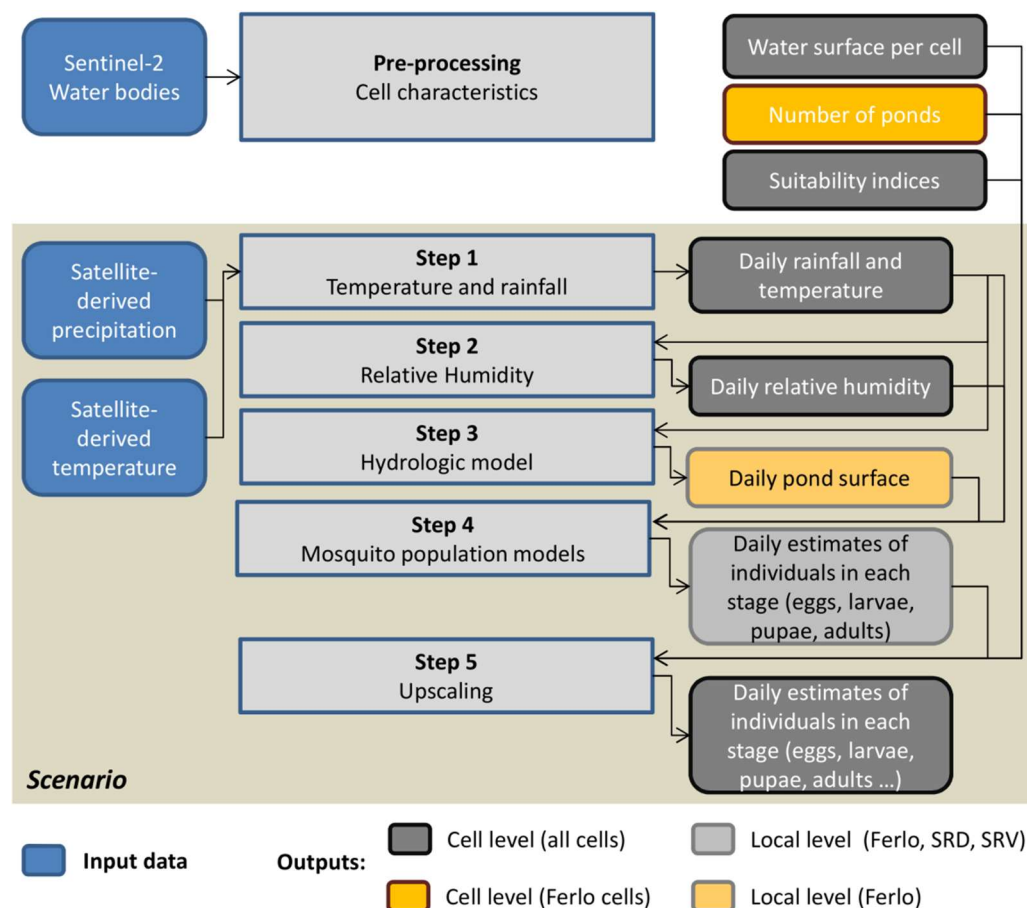 Sentinel-2
Water bodies
Pre-processing
Cell characteristics
Water surface per cell
Number of ponds
Suitability indices
Satellite-
derived
precipitation
Step 1
Temperature and rainfall
Daily rainfall and
temperature
Step 2
Relative Humidity
Daily relative humidity
Satellite-
derived
temperature
Step 3
Hydrologic model
Daily pond surface
Step 4
Mosquito population models
Daily estimates of
individuals in each
stage (eggs, larvae,
pupae, adults)
Step 5
Upscaling
Daily estimates of
individuals in each
stage (eggs, larvae,
pupae, adults ...)
Scenario
Input data
Outputs:
Cell level (all cells)
Local level (Ferlo, SRD, SRV)
Cell level (Ferlo cells)
Local level (Ferlo)